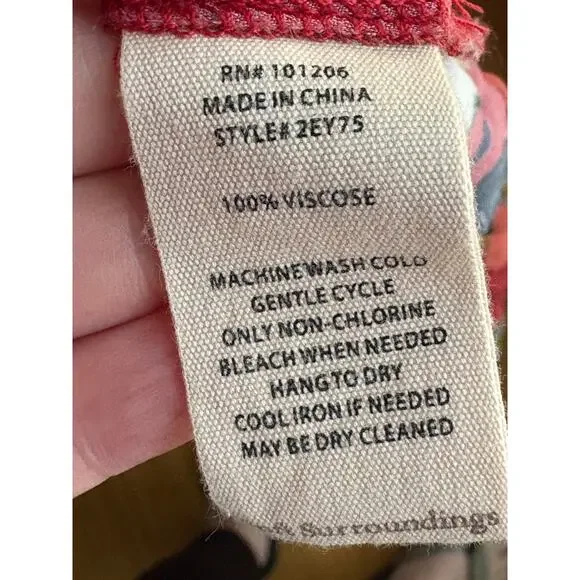 RN# 101206
MADE IN CHINA
STYLE# 2EY75
100% VISCOSE
MACHINE WASH COLD
GENTLE CYCLE
ONLY NON-CHLORINE
BLEACH WHEN NEEDED
HANG TO DRY
COOL IRON IF NEEDED
MAY BE DRY CLEANED
& Surroundings